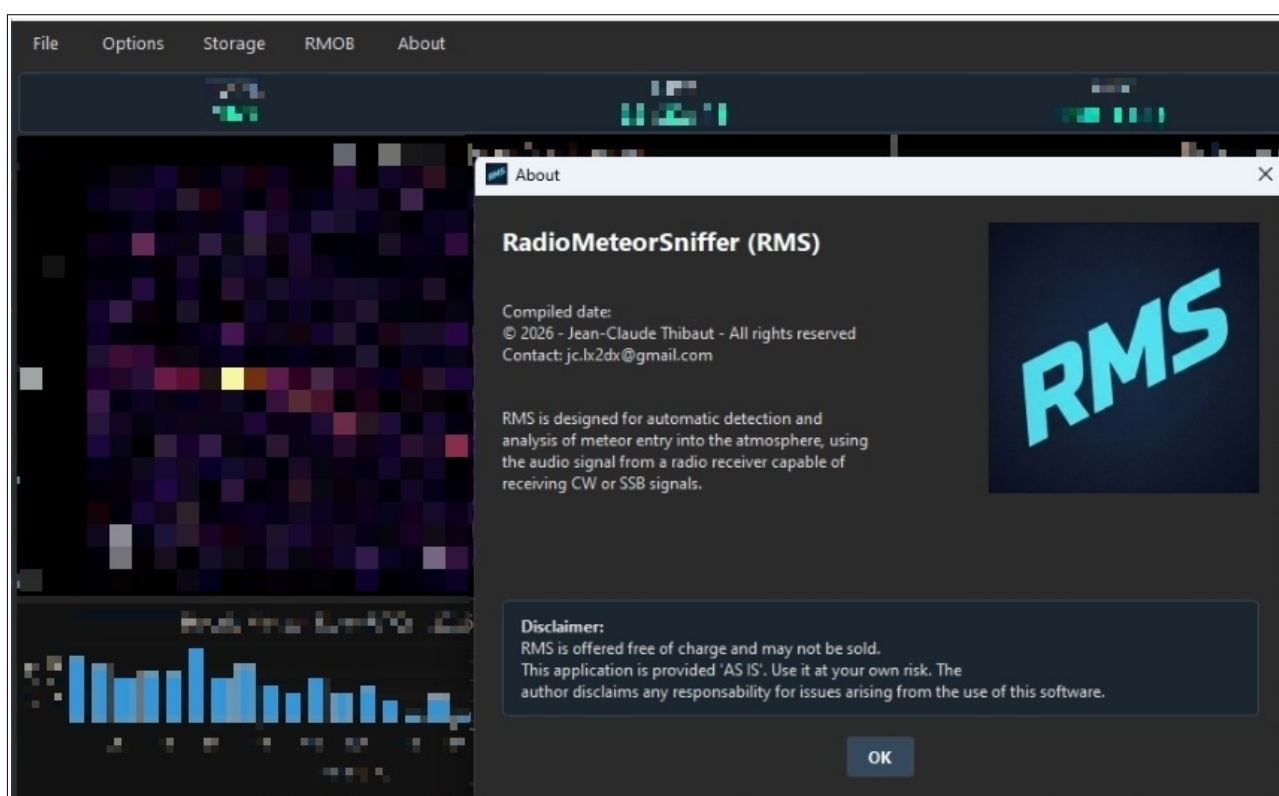 File Options Storage RMOB About
About
RadioMeteorSniffer (RMS)
Compiled date:
© 2026 - Jean-Claude Thibaut - All rights reserved
Contact: jc.lx2dx@gmail.com
RMS is designed for automatic detection and
analysis of meteor entry into the atmosphere, using
the audio signal from a radio receiver capable of
receiving CW or SSB signals.
RMS
Disclaimer:
RMS is offered free of charge and may not be sold.
This application is provided 'AS IS'. Use it at your own risk. The
author disclaims any responsability for issues arising from the use of this software.
OK